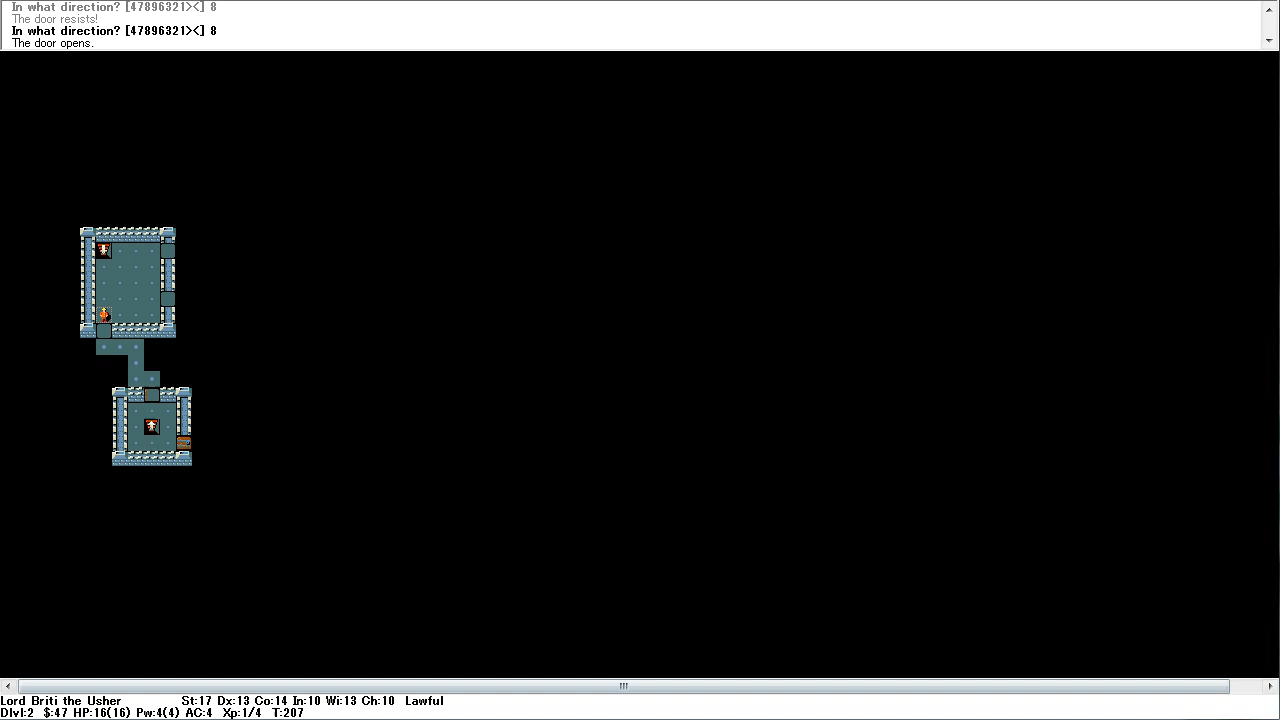 In what direction? [47896321><] 8
The door resists!
In what direction? [47896321><] 8
The door opens.
Lord Briti the Usher St:17 Dx:13 Co:14 In:10 Wi:13 Ch:10 Lawful
Dlvl:2 $:47 HP:16(16) Pw:4(4) AC:4 Xp:1/4 T:207